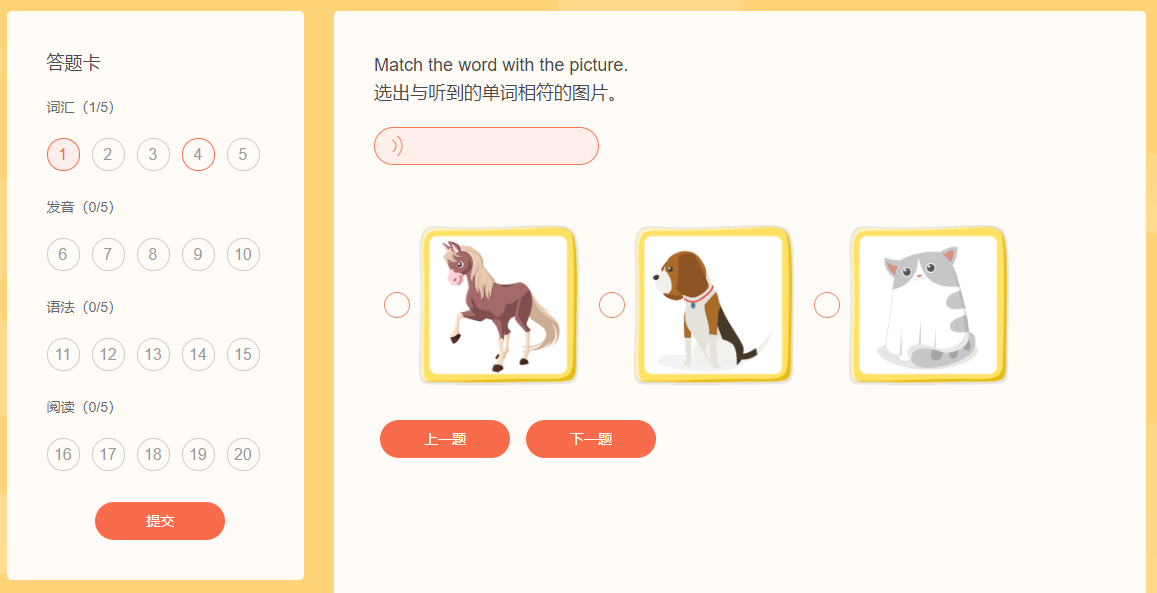 答题卡
词汇（1/5）
1 2 3 4 5
发音（0/5）
6 7 8 9 10
语法（0/5）
11 12 13 14 15
阅读（0/5）
16 17 18 19 20
提交
Match the word with the picture.
选出与听到的单词相符的图片。
上一题 下一题